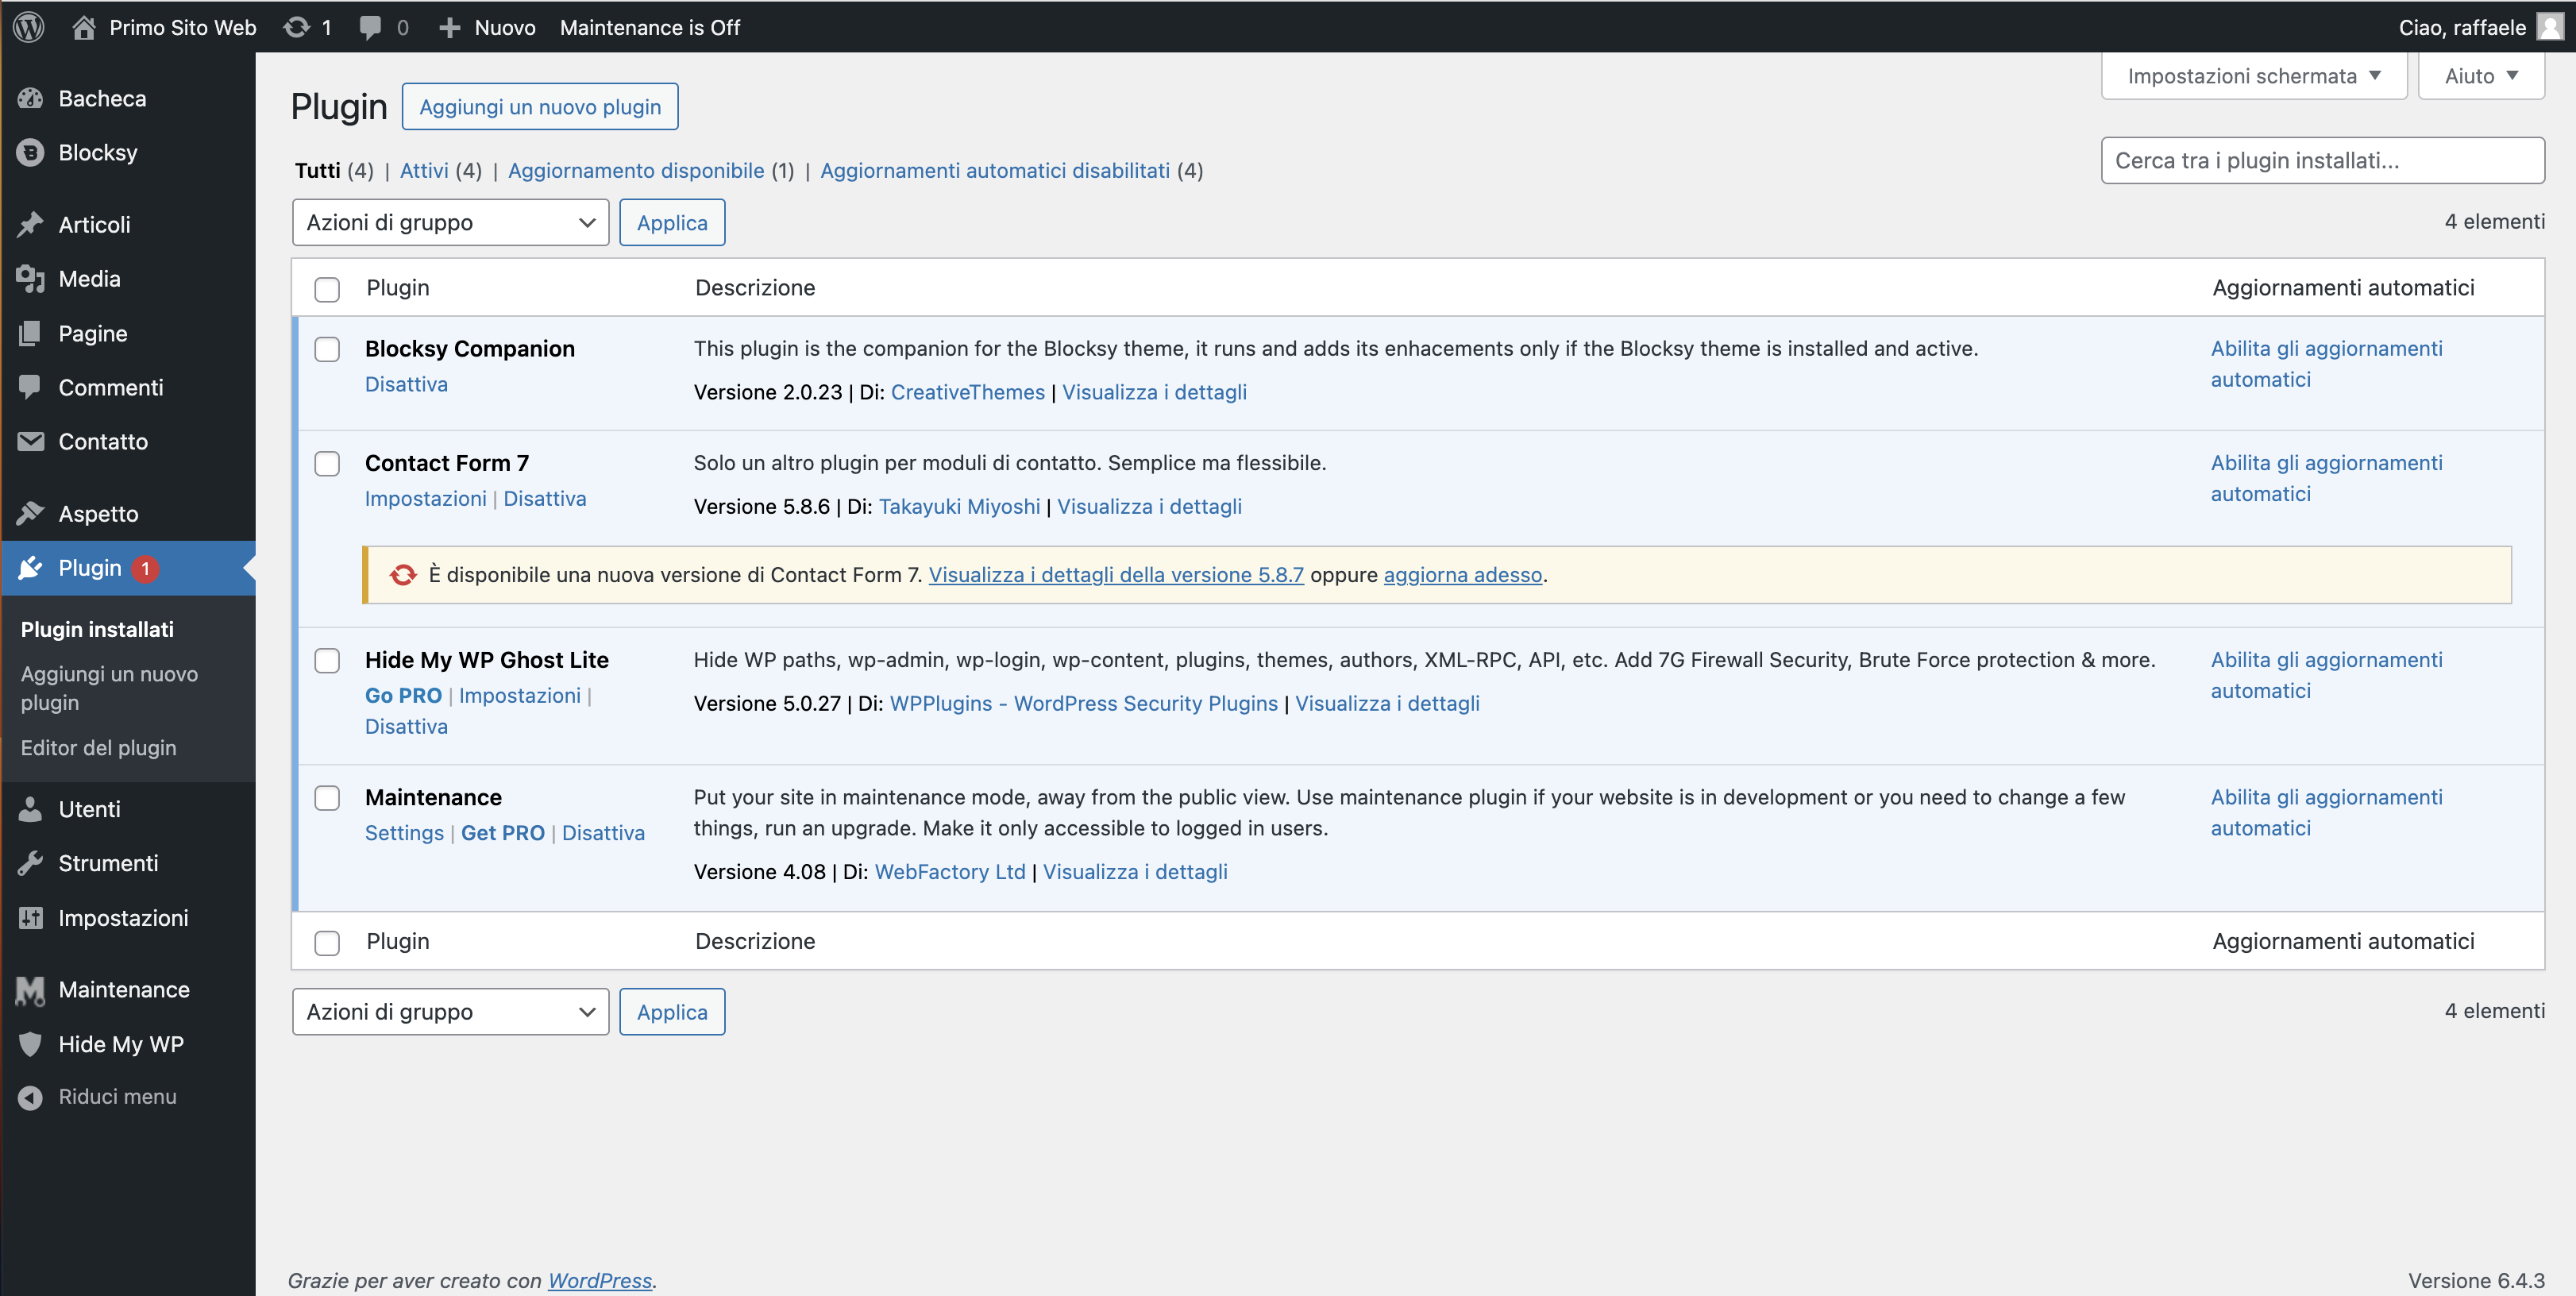 Primo Sito Web 1 0 Nuovo Maintenance is Off Ciao, raffaele
Bacheca
Blocksy
Articoli
Media
Pagine
Commenti
Contatto
Aspetto
Plugin 1
Plugin installati
Aggiungi un nuovo
plugin
Editor del plugin
Utenti
Strumenti
Impostazioni
Maintenance
Hide My WP
Riduci menu
Impostazioni schermata Aiuto
Plugin Aggiungi un nuovo plugin
Tutti (4) | Attivi (4) | Aggiornamento disponibile (1) | Aggiornamenti automatici disabilitati (4)
Cerca tra i plugin installati...
Azioni di gruppo Applica 4 elementi
Plugin Descrizione Aggiornamenti automatici
Blocksy Companion
Disattiva
This plugin is the companion for the Blocksy theme, it runs and adds its enhacements only if the Blocksy theme is installed and active.
Versione 2.0.23 | Di: CreativeThemes | Visualizza i dettagli
Abilita gli aggiornamenti
automatici
Contact Form 7
Impostazioni | Disattiva
Solo un altro plugin per moduli di contatto. Semplice ma flessibile.
Versione 5.8.6 | Di: Takayuki Miyoshi | Visualizza i dettagli
Abilita gli aggiornamenti
automatici
È disponibile una nuova versione di Contact Form 7. Visualizza i dettagli della versione 5.8.7 oppure aggiorna adesso.
Hide My WP Ghost Lite
Go PRO | Impostazioni |
Disattiva
Hide WP paths, wp-admin, wp-login, wp-content, plugins, themes, authors, XML-RPC, API, etc. Add 7G Firewall Security, Brute Force protection & more.
Versione 5.0.27 | Di: WPPlugins - WordPress Security Plugins | Visualizza i dettagli
Abilita gli aggiornamenti
automatici
Maintenance
Settings | Get PRO | Disattiva
Put your site in maintenance mode, away from the public view. Use maintenance plugin if your website is in development or you need to change a few
things, run an upgrade. Make it only accessible to logged in users.
Versione 4.08 | Di: WebFactory Ltd | Visualizza i dettagli
Abilita gli aggiornamenti
automatici
Plugin Descrizione Aggiornamenti automatici
Azioni di gruppo Applica 4 elementi
Grazie per aver creato con WordPress. Versione 6.4.3